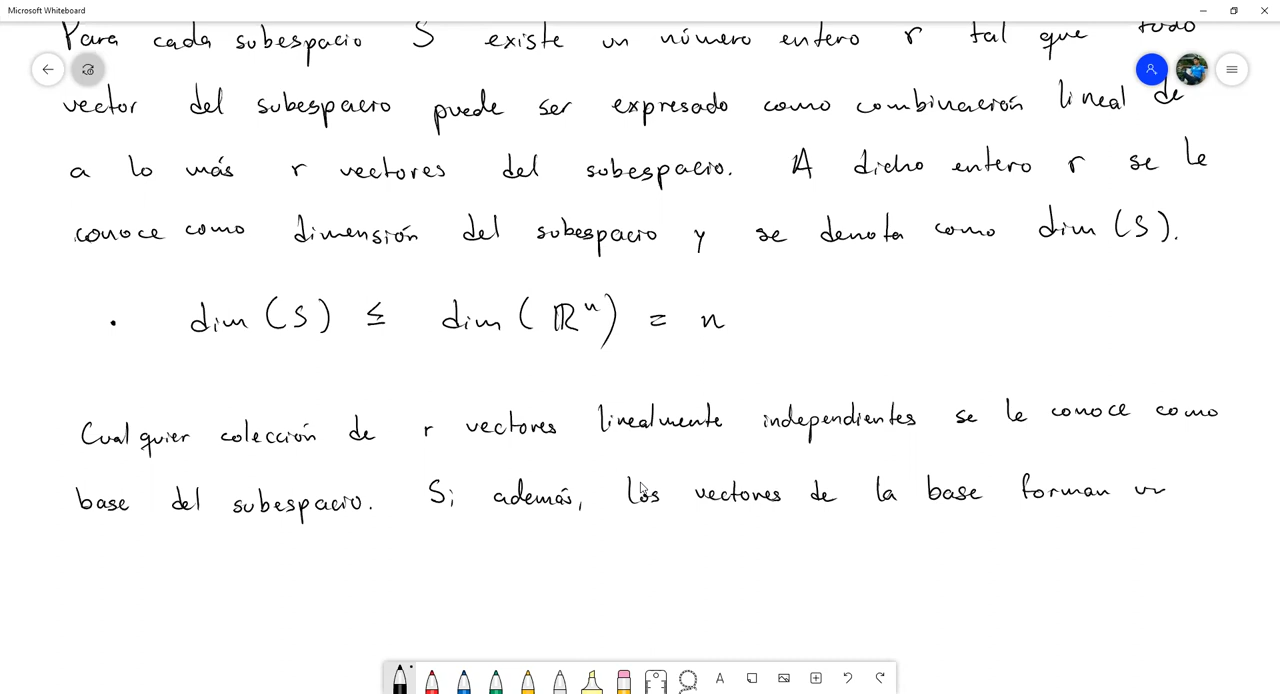 Microsoft Whiteboard
Para cada subespacio S existe un número entero r tal que todo
vector del subespacio puede ser expresado como combinación lineal de
a lo más r vectores del subespacio. A dicho entero r se le
conoce como dimensión del subespacio y se denota como dim (S).
· dim (S) ≤ dim (ℝⁿ) = n
Cualquier colección de r vectores linealmente independientes se le conoce como
base del subespacio. Si además, los vectores de la base forman un